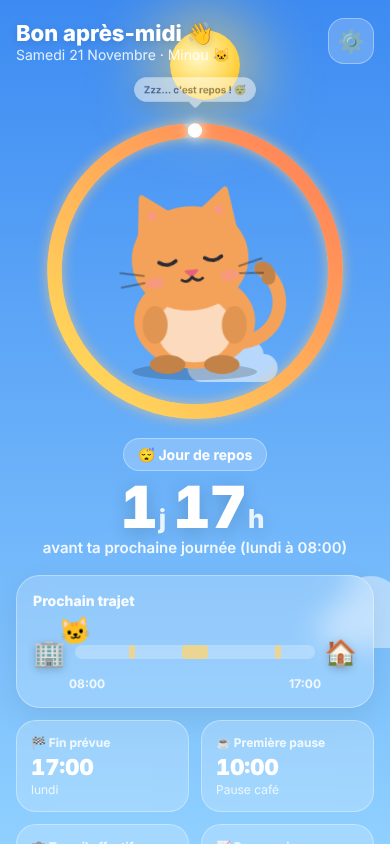 Bon après-midi 👋
Samedi 21 Novembre · Minou 🐱
Zzz... c'est repos ! 😴
😴 Jour de repos
1j 17h
avant ta prochaine journée (lundi à 08:00)
Prochain trajet
08:00 17:00
🏁 Fin prévue
17:00
lundi
☕ Première pause
10:00
Pause café